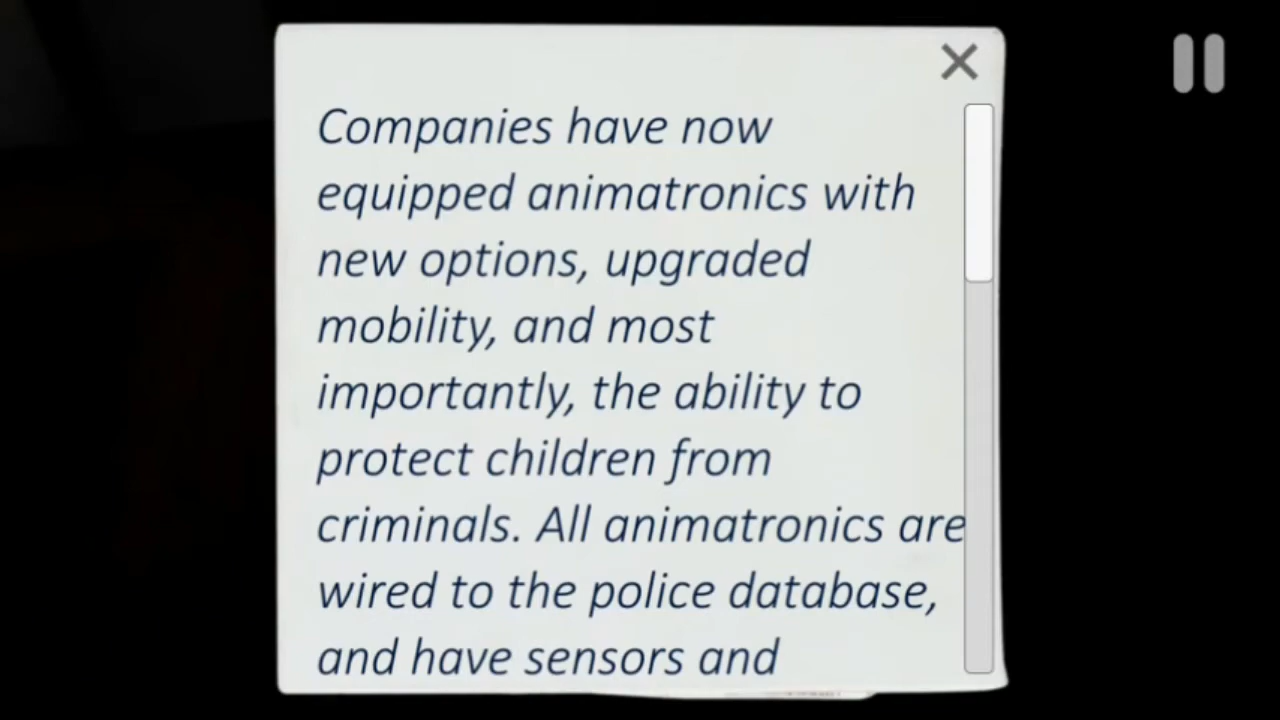 Companies have now
equipped animatronics with
new options, upgraded
mobility, and most
importantly, the ability to
protect children from
criminals. All animatronics are
wired to the police database,
and have sensors and